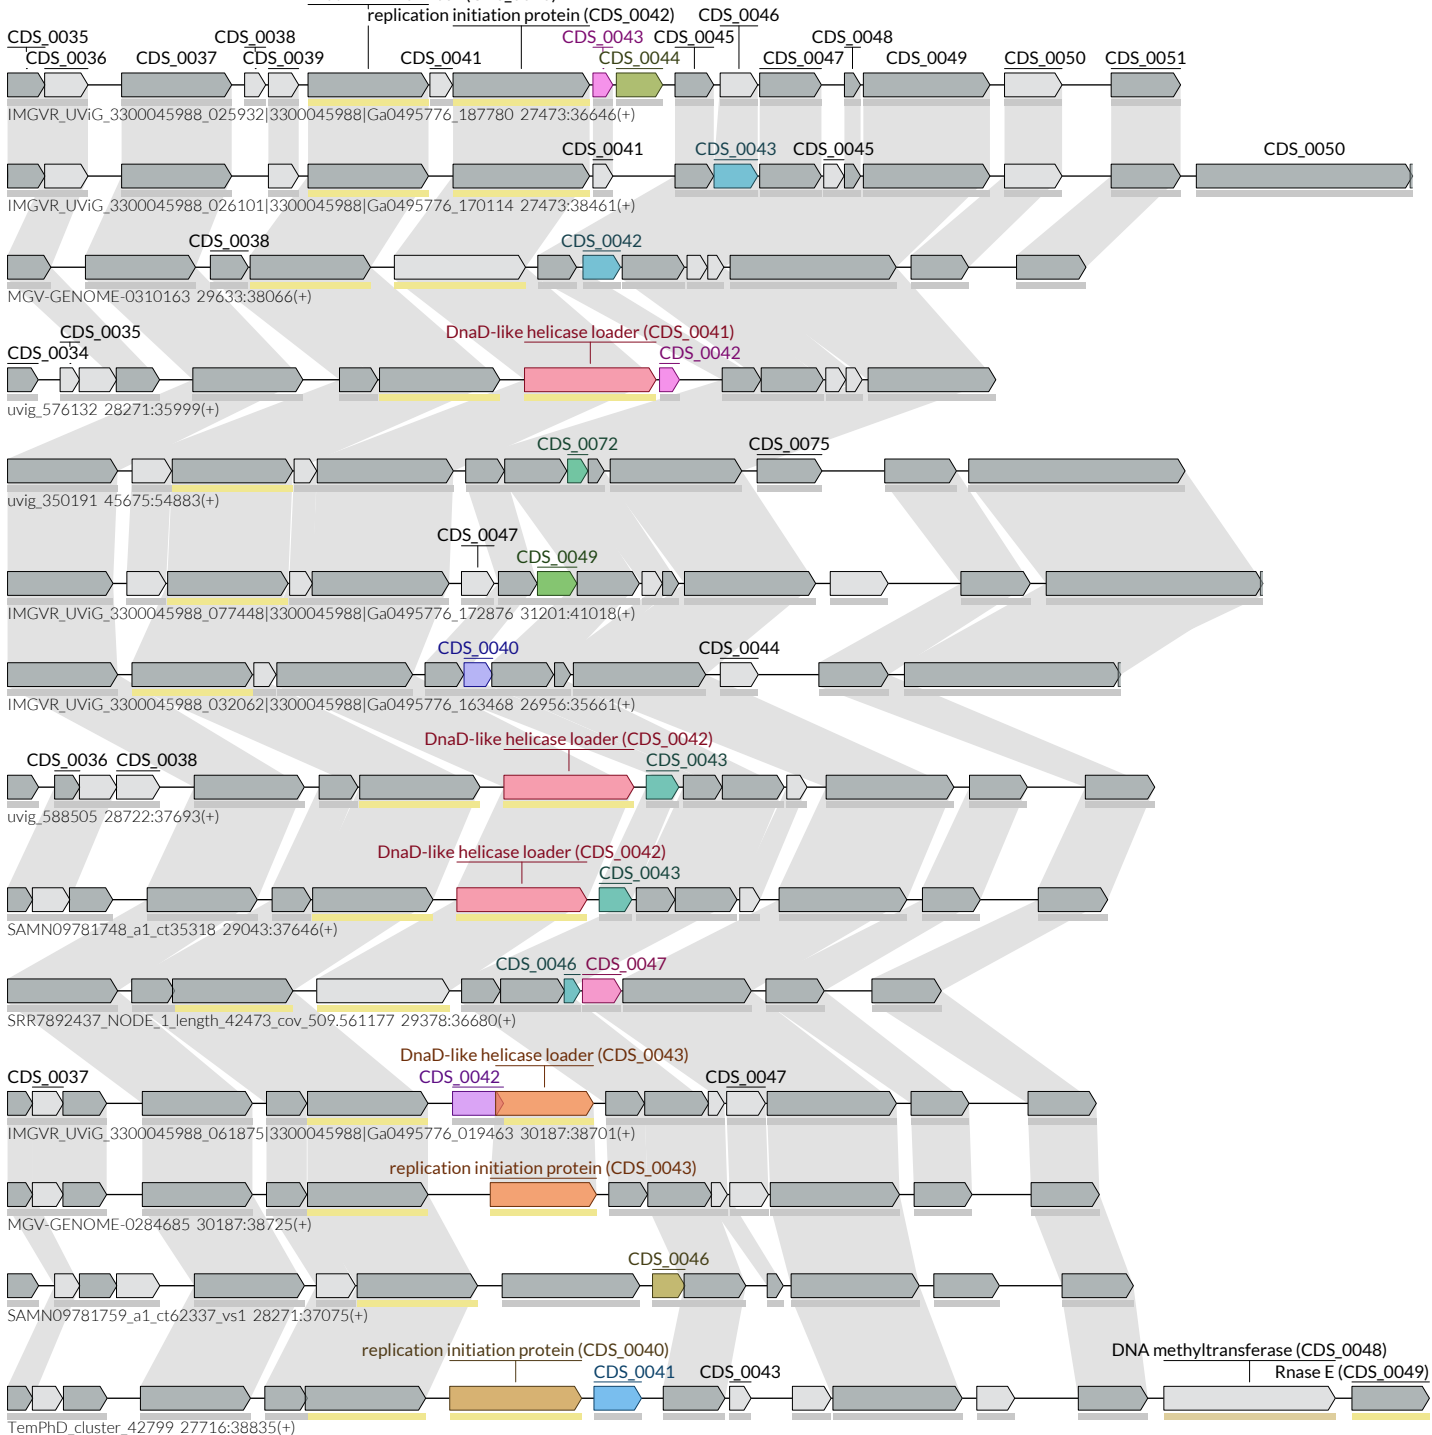 replication initiation protein (CDS_0042) CDS_0046
CDS_0035 CDS_0038 CDS_0043 CDS_0045 CDS_0048
CDS_0036 CDS_0037 CDS_0039 CDS_0041 CDS_0044 CDS_0047 CDS_0049 CDS_0050 CDS_0051
IMGVR_UViG_3300045988_025932|3300045988|Ga0495776_187780 27473:36646(+)
CDS_0041 CDS_0043 CDS_0045 CDS_0050
IMGVR_UViG_3300045988_026101|3300045988|Ga0495776_170114 27473:38461(+)
CDS_0038 CDS_0042
MGV-GENOME-0310163 29633:38066(+)
CDS_0035 DnaD-like helicase loader (CDS_0041)
CDS_0034 CDS_0042
uvig_576132 28271:35999(+)
CDS_0072 CDS_0075
uvig_350191 45675:54883(+)
CDS_0047
CDS_0049
IMGVR_UViG_3300045988_077448|3300045988|Ga0495776_172876 31201:41018(+)
CDS_0040 CDS_0044
IMGVR_UViG_3300045988_032062|3300045988|Ga0495776_163468 26956:35661(+)
DnaD-like helicase loader (CDS_0042)
CDS_0036 CDS_0038 CDS_0043
uvig_588505 28722:37693(+)
DnaD-like helicase loader (CDS_0042)
CDS_0043
SAMN09781748_a1_ct35318 29043:37646(+)
CDS_0046 CDS_0047
SRR7892437_NODE_1_length_42473_cov_509.561177 29378:36680(+)
DnaD-like helicase loader (CDS_0043)
CDS_0037 CDS_0042 CDS_0047
IMGVR_UViG_3300045988_061875|3300045988|Ga0495776_019463 30187:38701(+)
replication initiation protein (CDS_0043)
MGV-GENOME-0284685 30187:38725(+)
CDS_0046
SAMN09781759_a1_ct62337_vs1 28271:37075(+)
replication initiation protein (CDS_0040) DNA methyltransferase (CDS_0048)
CDS_0041 CDS_0043 Rnase E (CDS_0049)
TemPhD_cluster_42799 27716:38835(+)